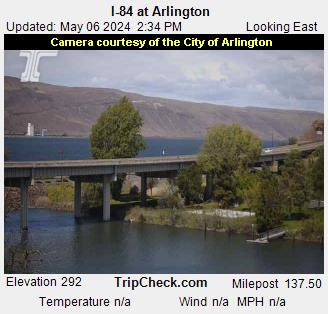 I-84 at Arlington
Updated: May 06 2024 2:34 PM Looking East
Camera courtesy of the City of Arlington
Elevation 292 TripCheck.com Milepost 137.50
Temperature n/a Wind n/a MPH n/a